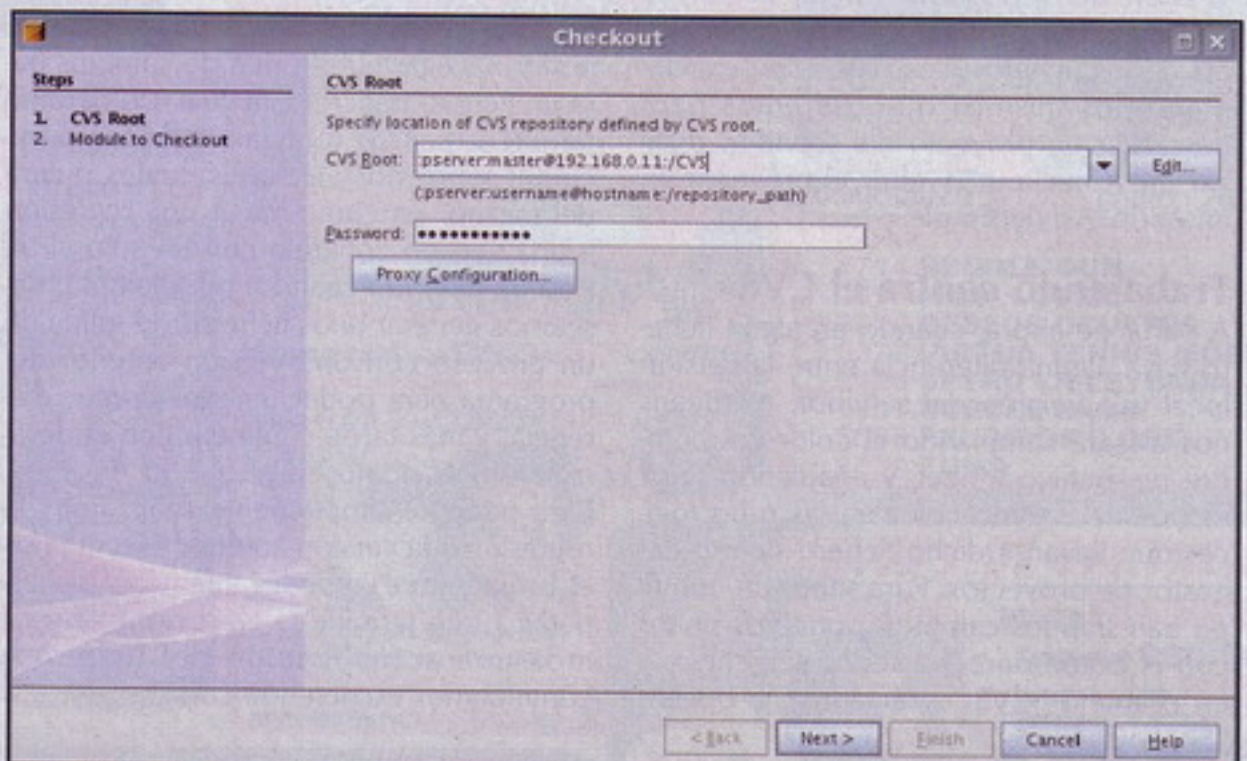 Checkout
Steps
1. CVS Root
2. Module to Checkout
CVS Root
Specify location of CVS repository defined by CVS root.
CVS Root: :pserver:master@192.168.0.11:/CVS
Edit...
(:pserver:username@hostname:/repository_path)
Password: •••••••••••
Proxy Configuration...
< Back
Next >
Finish
Cancel
Help